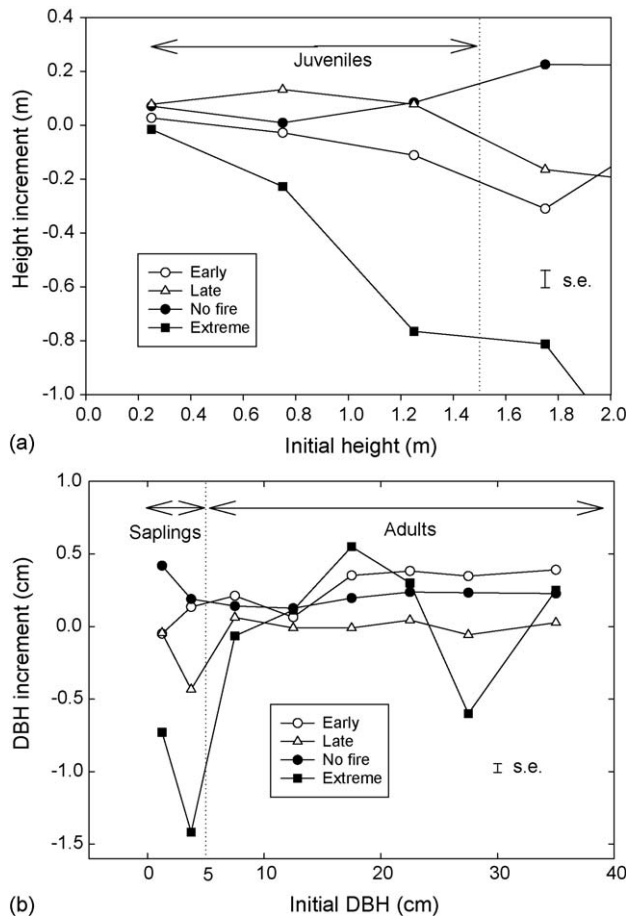 0.4
0.2
0.0
-0.2
-0.4
-0.6
-0.8
-1.0
Height increment (m)
Juveniles
Early
Late
No fire
Extreme
s.e.
0.0 0.2 0.4 0.6 0.8 1.0 1.2 1.4 1.6 1.8 2.0
(a)
Initial height (m)
1.0
0.5
0.0
-0.5
-1.0
-1.5
DBH increment (cm)
Saplings
Adults
Early
Late
No fire
Extreme
s.e.
0 5 10 20 30 40
(b)
Initial DBH (cm)